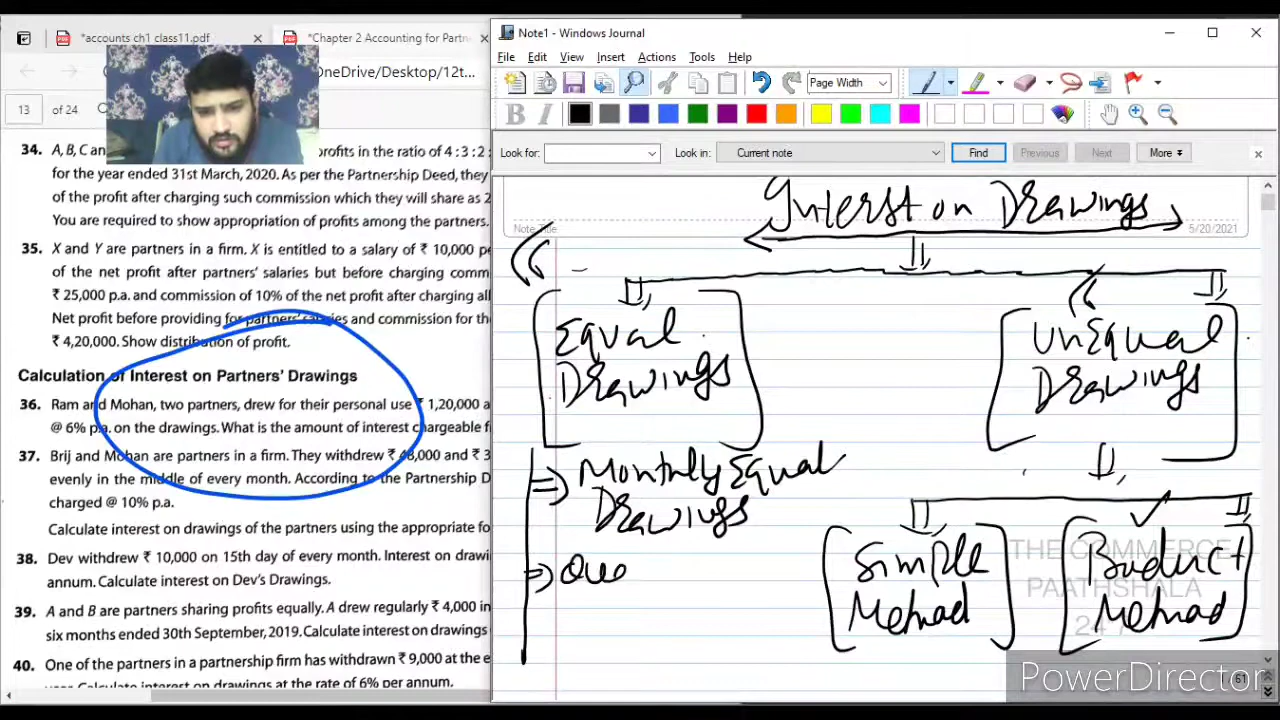 *accounts ch1 class11.pdf
*Chapter 2 Accounting for Partn
Note1 - Windows Journal
File Edit View Insert Actions Tools Help
OneDrive/Desktop/12t...
Page Width
13 of 24
B I
Look for:
Look in: Current note
Find Previous Next More
34. A, B, C an profits in the ratio of 4 : 3 : 2 :
for the year ended 31st March, 2020. As per the Partnership Deed, they
of the profit after charging such commission which they will share as 2
You are required to show appropriation of profits among the partners.
35. X and Y are partners in a firm. X is entitled to a salary of ₹ 10,000 pe
of the net profit after partners' salaries but before charging comm
₹ 25,000 p.a. and commission of 10% of the net profit after charging all
Net profit before providing for partners' salaries and commission for the
₹ 4,20,000. Show distribution of profit.
Calculation of Interest on Partners' Drawings
36. Ram and Mohan, two partners, drew for their personal use ₹ 1,20,000 a
@ 6% p.a. on the drawings. What is the amount of interest chargeable if
37. Brij and Mohan are partners in a firm. They withdrew ₹ 48,000 and ₹ 3
evenly in the middle of every month. According to the Partnership D
charged @ 10% p.a.
Calculate interest on drawings of the partners using the appropriate fo
38. Dev withdrew ₹ 10,000 on 15th day of every month. Interest on drawi
annum. Calculate interest on Dev's Drawings.
39. A and B are partners sharing profits equally. A drew regularly ₹ 4,000 in
six months ended 30th September, 2019. Calculate interest on drawings
40. One of the partners in a partnership firm has withdrawn ₹ 9,000 at the e
year. Calculate interest on drawings at the rate of 6% per annum.
Interst on Drawings
Note Title
5/20/2021
Equal
Drawings
UnEqual
Drawings
Monthly Equal
Drawings
Que
Simple
Method
Product
Method
THE COMMERCE
PAATHSHALA
24*7
PowerDirector